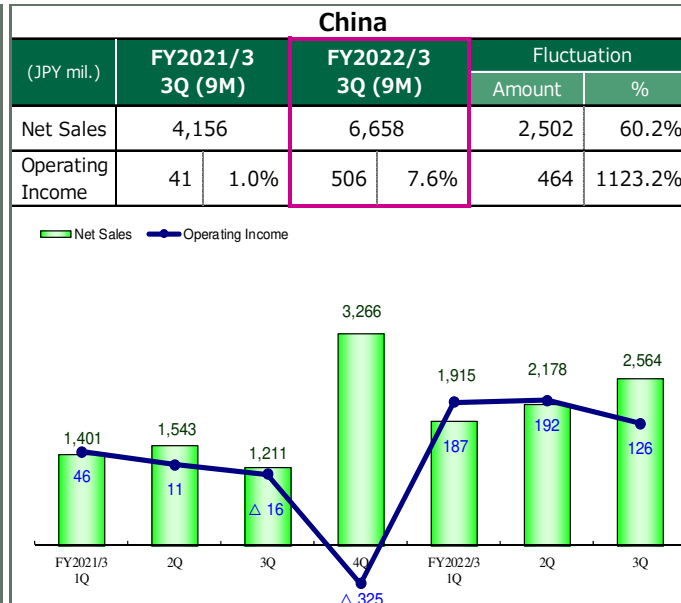 China
(JPY mil.) FY2021/3 3Q (9M) FY2022/3 3Q (9M) Fluctuation
Amount %
Net Sales 4,156 6,658 2,502 60.2%
Operating Income 41 1.0% 506 7.6% 464 1123.2%
Net Sales Operating Income
3,266
2,564
2,178
1,915
1,543
1,401
1,211
46 11 △ 16 187 192 126
FY2021/3 1Q 2Q 3Q 4Q FY2022/3 1Q 2Q 3Q
△ 325